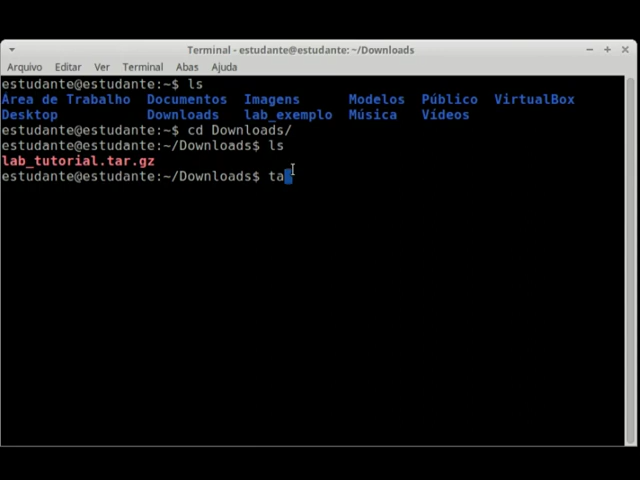 Terminal - estudante@estudante: ~/Downloads
Arquivo Editar Ver Terminal Abas Ajuda
estudante@estudante:~$ ls
Área de Trabalho Documentos Imagens Modelos Público VirtualBox
Desktop Downloads lab_exemplo Música Vídeos
estudante@estudante:~$ cd Downloads/
estudante@estudante:~/Downloads$ ls
lab_tutorial.tar.gz
estudante@estudante:~/Downloads$ ta